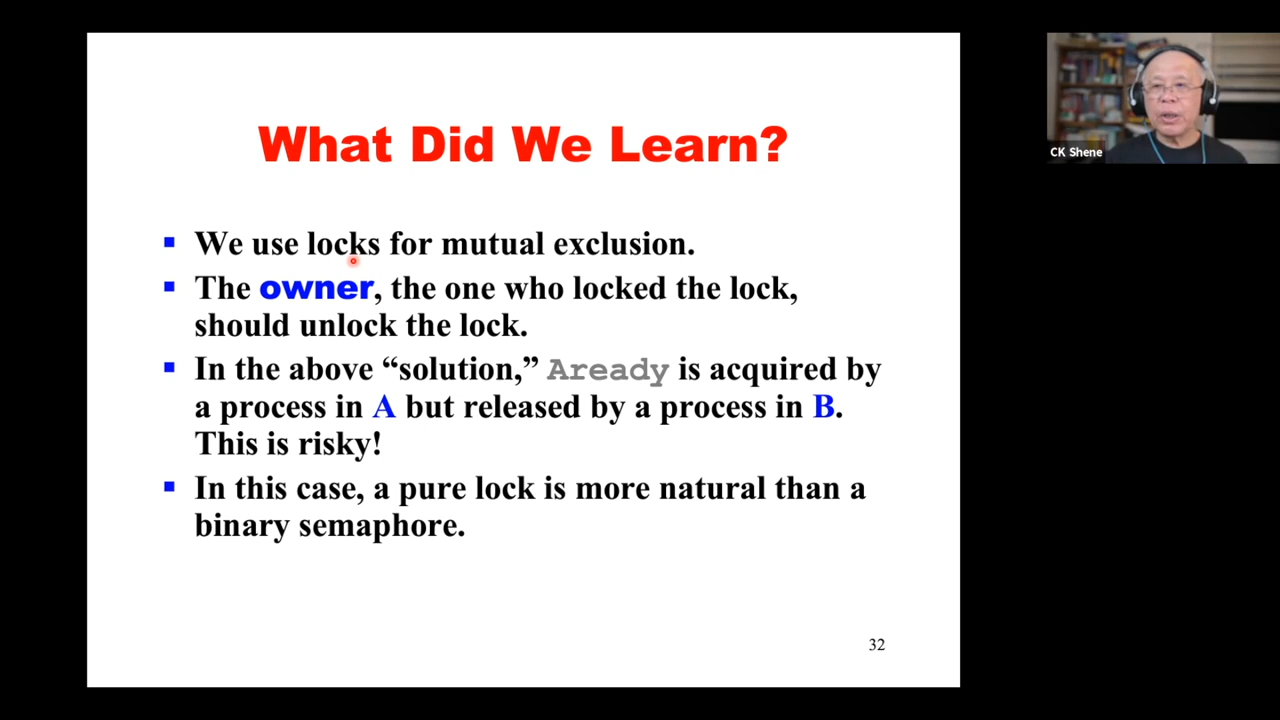 What Did We Learn?
We use locks for mutual exclusion.
The owner, the one who locked the lock,
should unlock the lock.
In the above “solution,” Aready is acquired by
a process in A but released by a process in B.
This is risky!
In this case, a pure lock is more natural than a
binary semaphore.
32
CK Shene